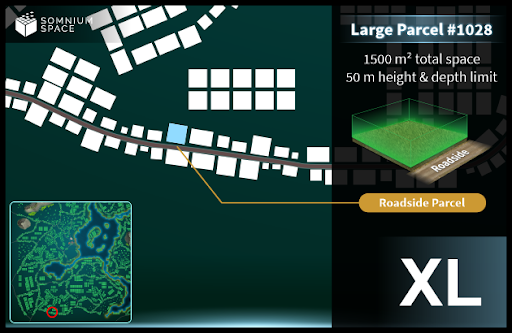 SOMNIUM
SPACE
Large Parcel #1028
1500 m² total space
50 m height & depth limit
Roadside
Roadside Parcel
XL